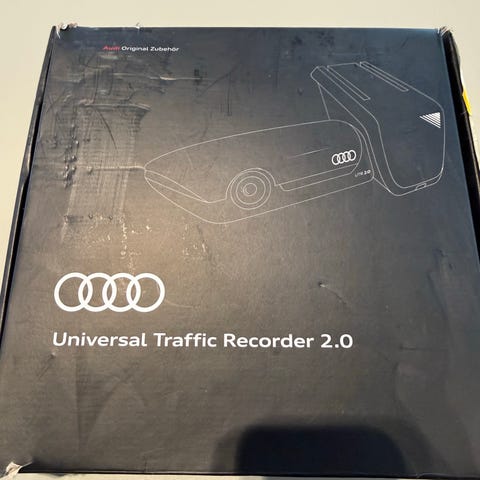 Audi Original Zubehör
UTR 2.0
Universal Traffic Recorder 2.0